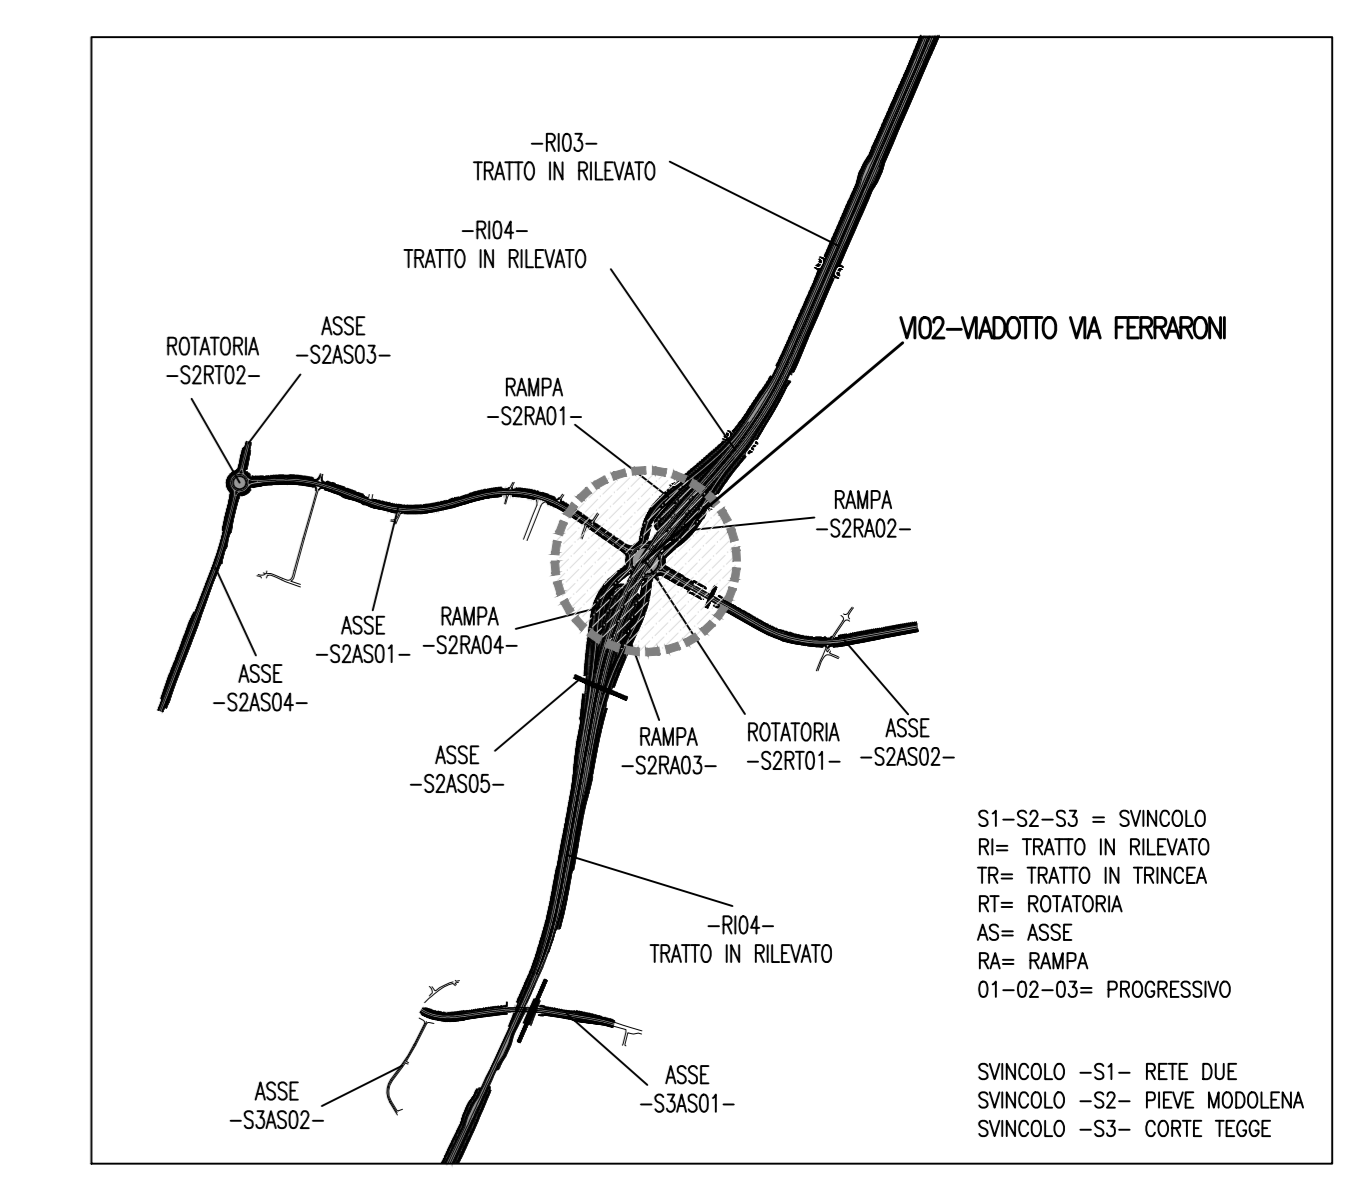 -RI03-
TRATTO IN RILEVATO
-RI04-
TRATTO IN RILEVATO
VI02-VIADOTTO VIA FERRARONI
ASSE
-S2AS03-
ROTATORIA
-S2RT02-
RAMPA
-S2RA01-
RAMPA
-S2RA02-
RAMPA
-S2RA04-
ASSE
-S2AS01-
ASSE
-S2AS04-
ASSE
-S2AS05-
RAMPA
-S2RA03-
ROTATORIA
-S2RT01-
ASSE
-S2AS02-
-RI04-
TRATTO IN RILEVATO
ASSE
-S3AS02-
ASSE
-S3AS01-
S1-S2-S3 = SVINCOLO
RI= TRATTO IN RILEVATO
TR= TRATTO IN TRINCEA
RT= ROTATORIA
AS= ASSE
RA= RAMPA
01-02-03= PROGRESSIVO
SVINCOLO -S1- RETE DUE
SVINCOLO -S2- PIEVE MODOLENA
SVINCOLO -S3- CORTE TEGGE